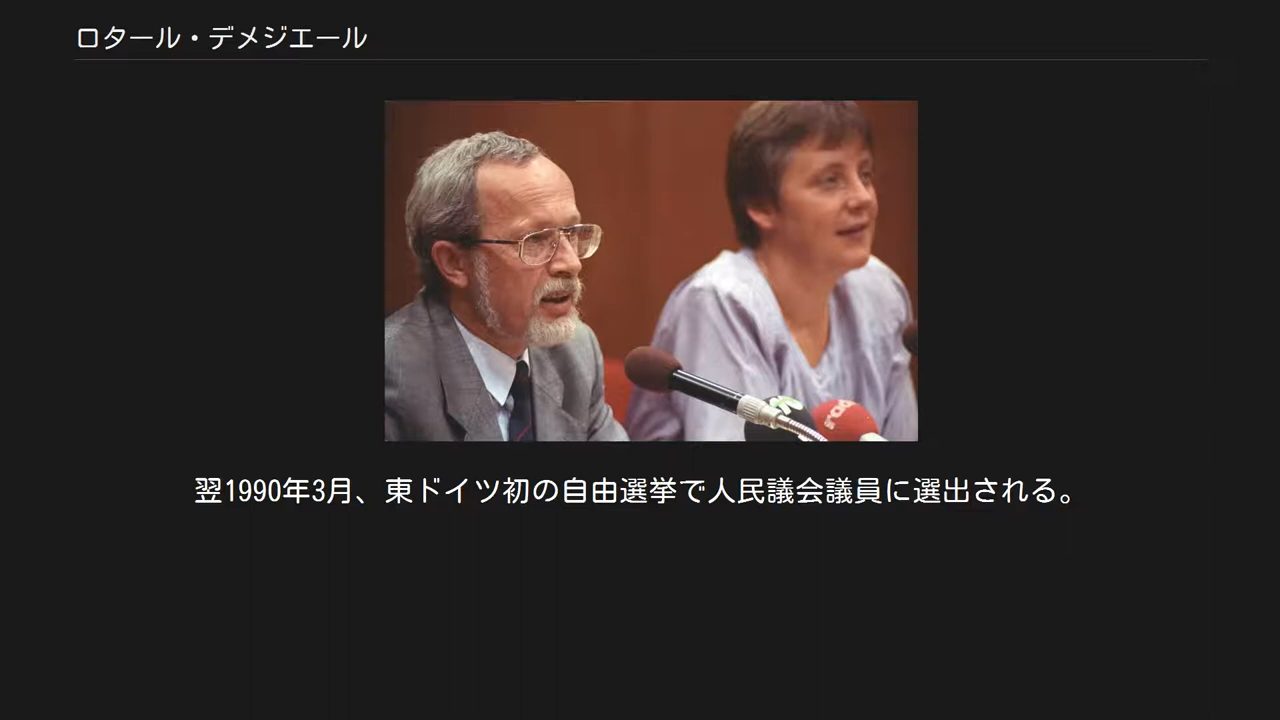 ロタール・デメジエール
翌1990年3月、東ドイツ初の自由選挙で人民議会議員に選出される。